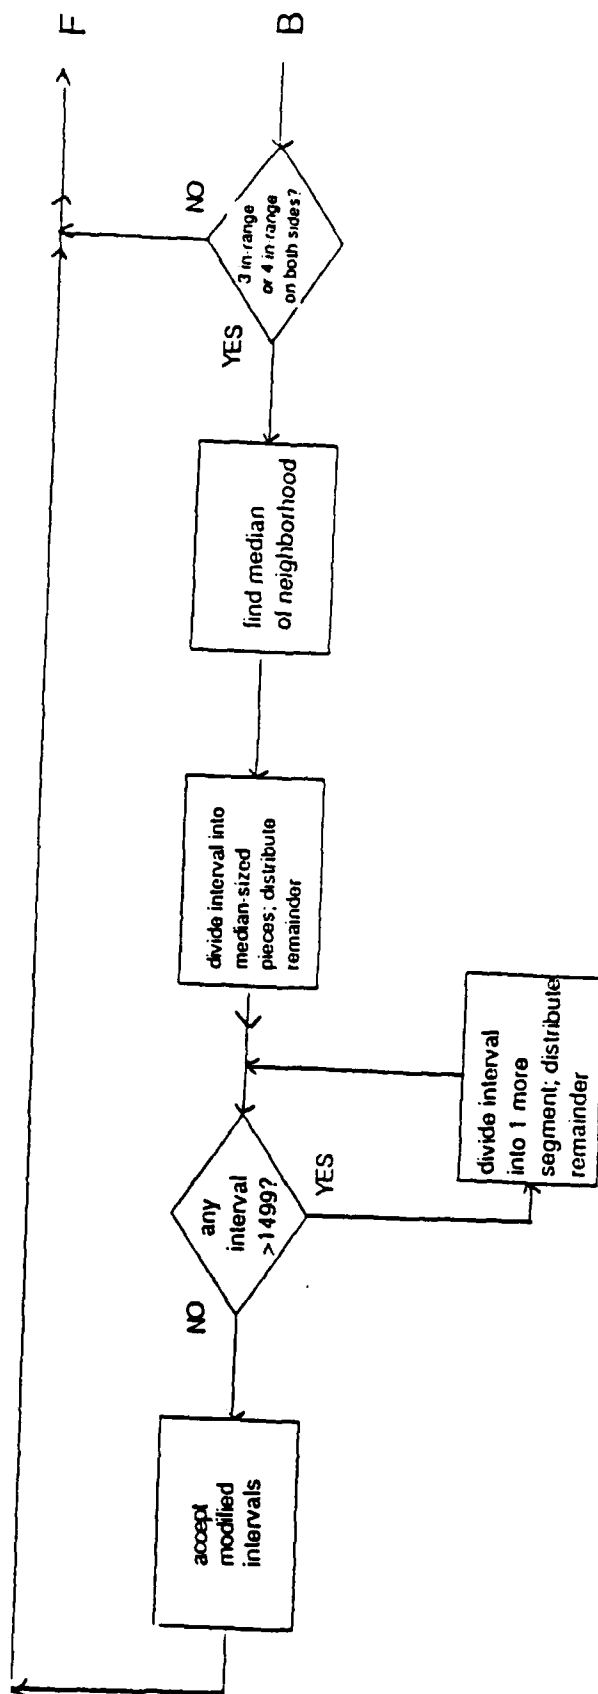 F
B
NO
3 in-range
or 4 in-range
on both sides?
YES
find median
of neighborhood
divide interval into
median-sized
pieces; distribute
remainder
any
interval
>1499?
YES
NO
divide interval
into 1 more
segment; distribute
remainder
accept
modified
intervals